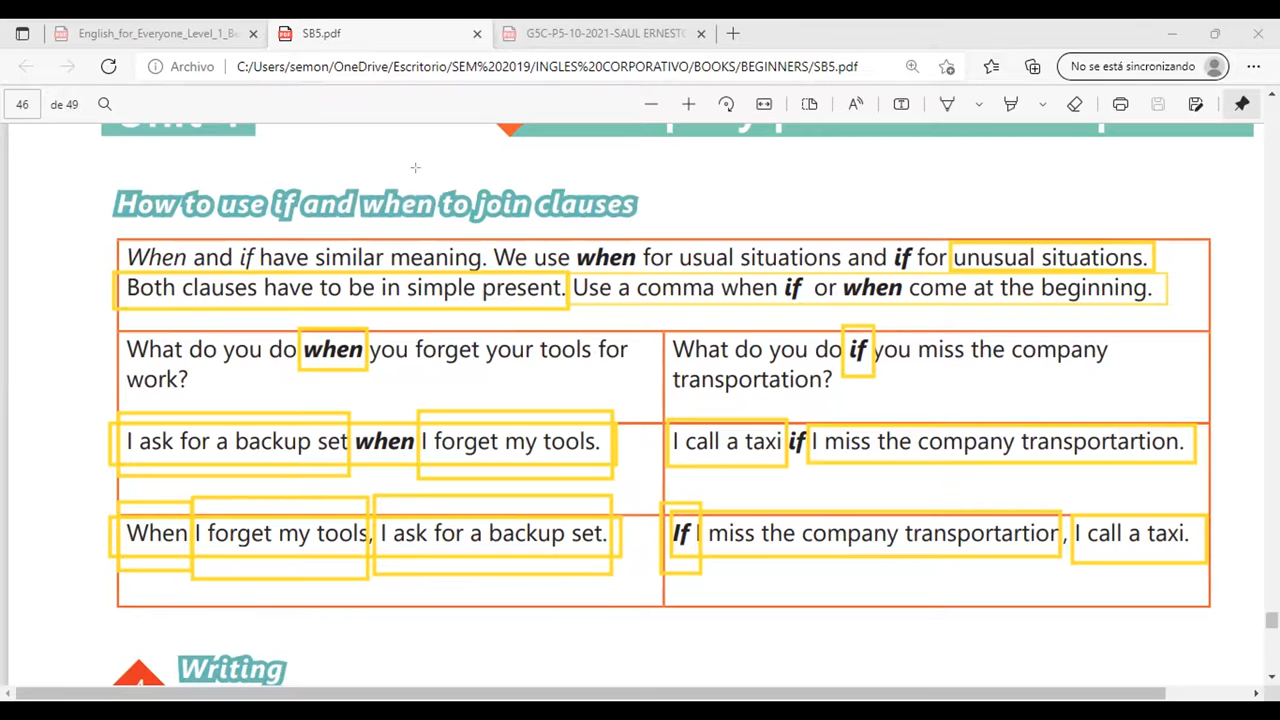 English_for_Everyone_Level_1_Be
SB5.pdf
G5C-P5-10-2021-SAUL ERNESTO
Archivo
C:/Users/semon/OneDrive/Escritorio/SEM%202019/INGLES%20CORPORATIVO/BOOKS/BEGINNERS/SB5.pdf
No se está sincronizando
46
de 49
How to use if and when to join clauses
When and if have similar meaning. We use when for usual situations and if for unusual situations.
Both clauses have to be in simple present. Use a comma when if or when come at the beginning.
What do you do when you forget your tools for
work?
What do you do if you miss the company
transportation?
I ask for a backup set when I forget my tools.
I call a taxi if I miss the company transportartion.
When I forget my tools, I ask for a backup set.
If I miss the company transportartion, I call a taxi.
Writing